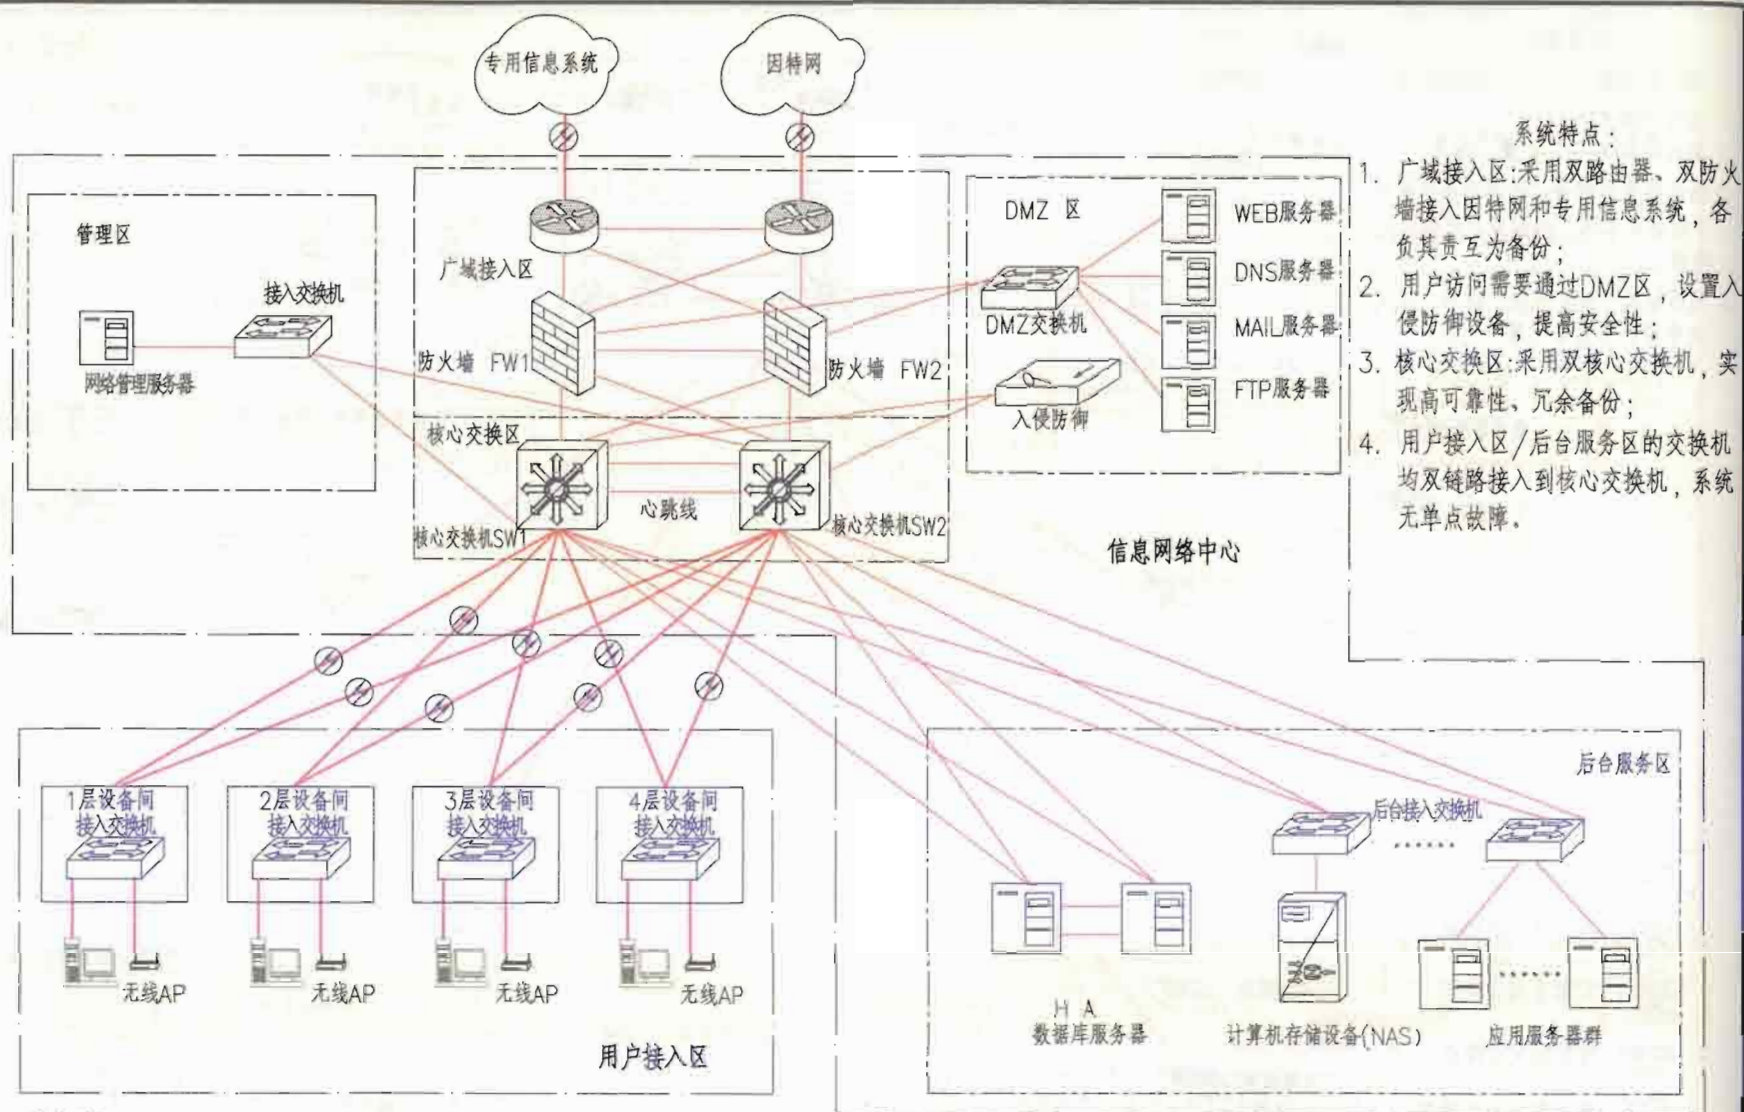 专用信息系统
因特网
系统特点：
1. 广域接入区:采用双路由器、双防火
墙接入因特网和专用信息系统，各
负其责互为备份；
2. 用户访问需要通过DMZ区，设置入
侵防御设备，提高安全性；
3. 核心交换区:采用双核心交换机，实
现高可靠性、冗余备份；
4. 用户接入区/后台服务区的交换机
均双链路接入到核心交换机，系统
无单点故障。
管理区
接入交换机
网络管理服务器
广域接入区
防火墙 FW1
防火墙 FW2
核心交换区
心跳线
核心交换机SW1
核心交换机SW2
DMZ 区
WEB服务器
DNS服务器
DMZ交换机
MAIL服务器
FTP服务器
入侵防御
信息网络中心
1层设备间
接入交换机
2层设备间
接入交换机
3层设备间
接入交换机
4层设备间
接入交换机
无线AP
无线AP
无线AP
无线AP
用户接入区
后台服务区
后台接入交换机
H A
数据库服务器
计算机存储设备(NAS)
应用服务器群